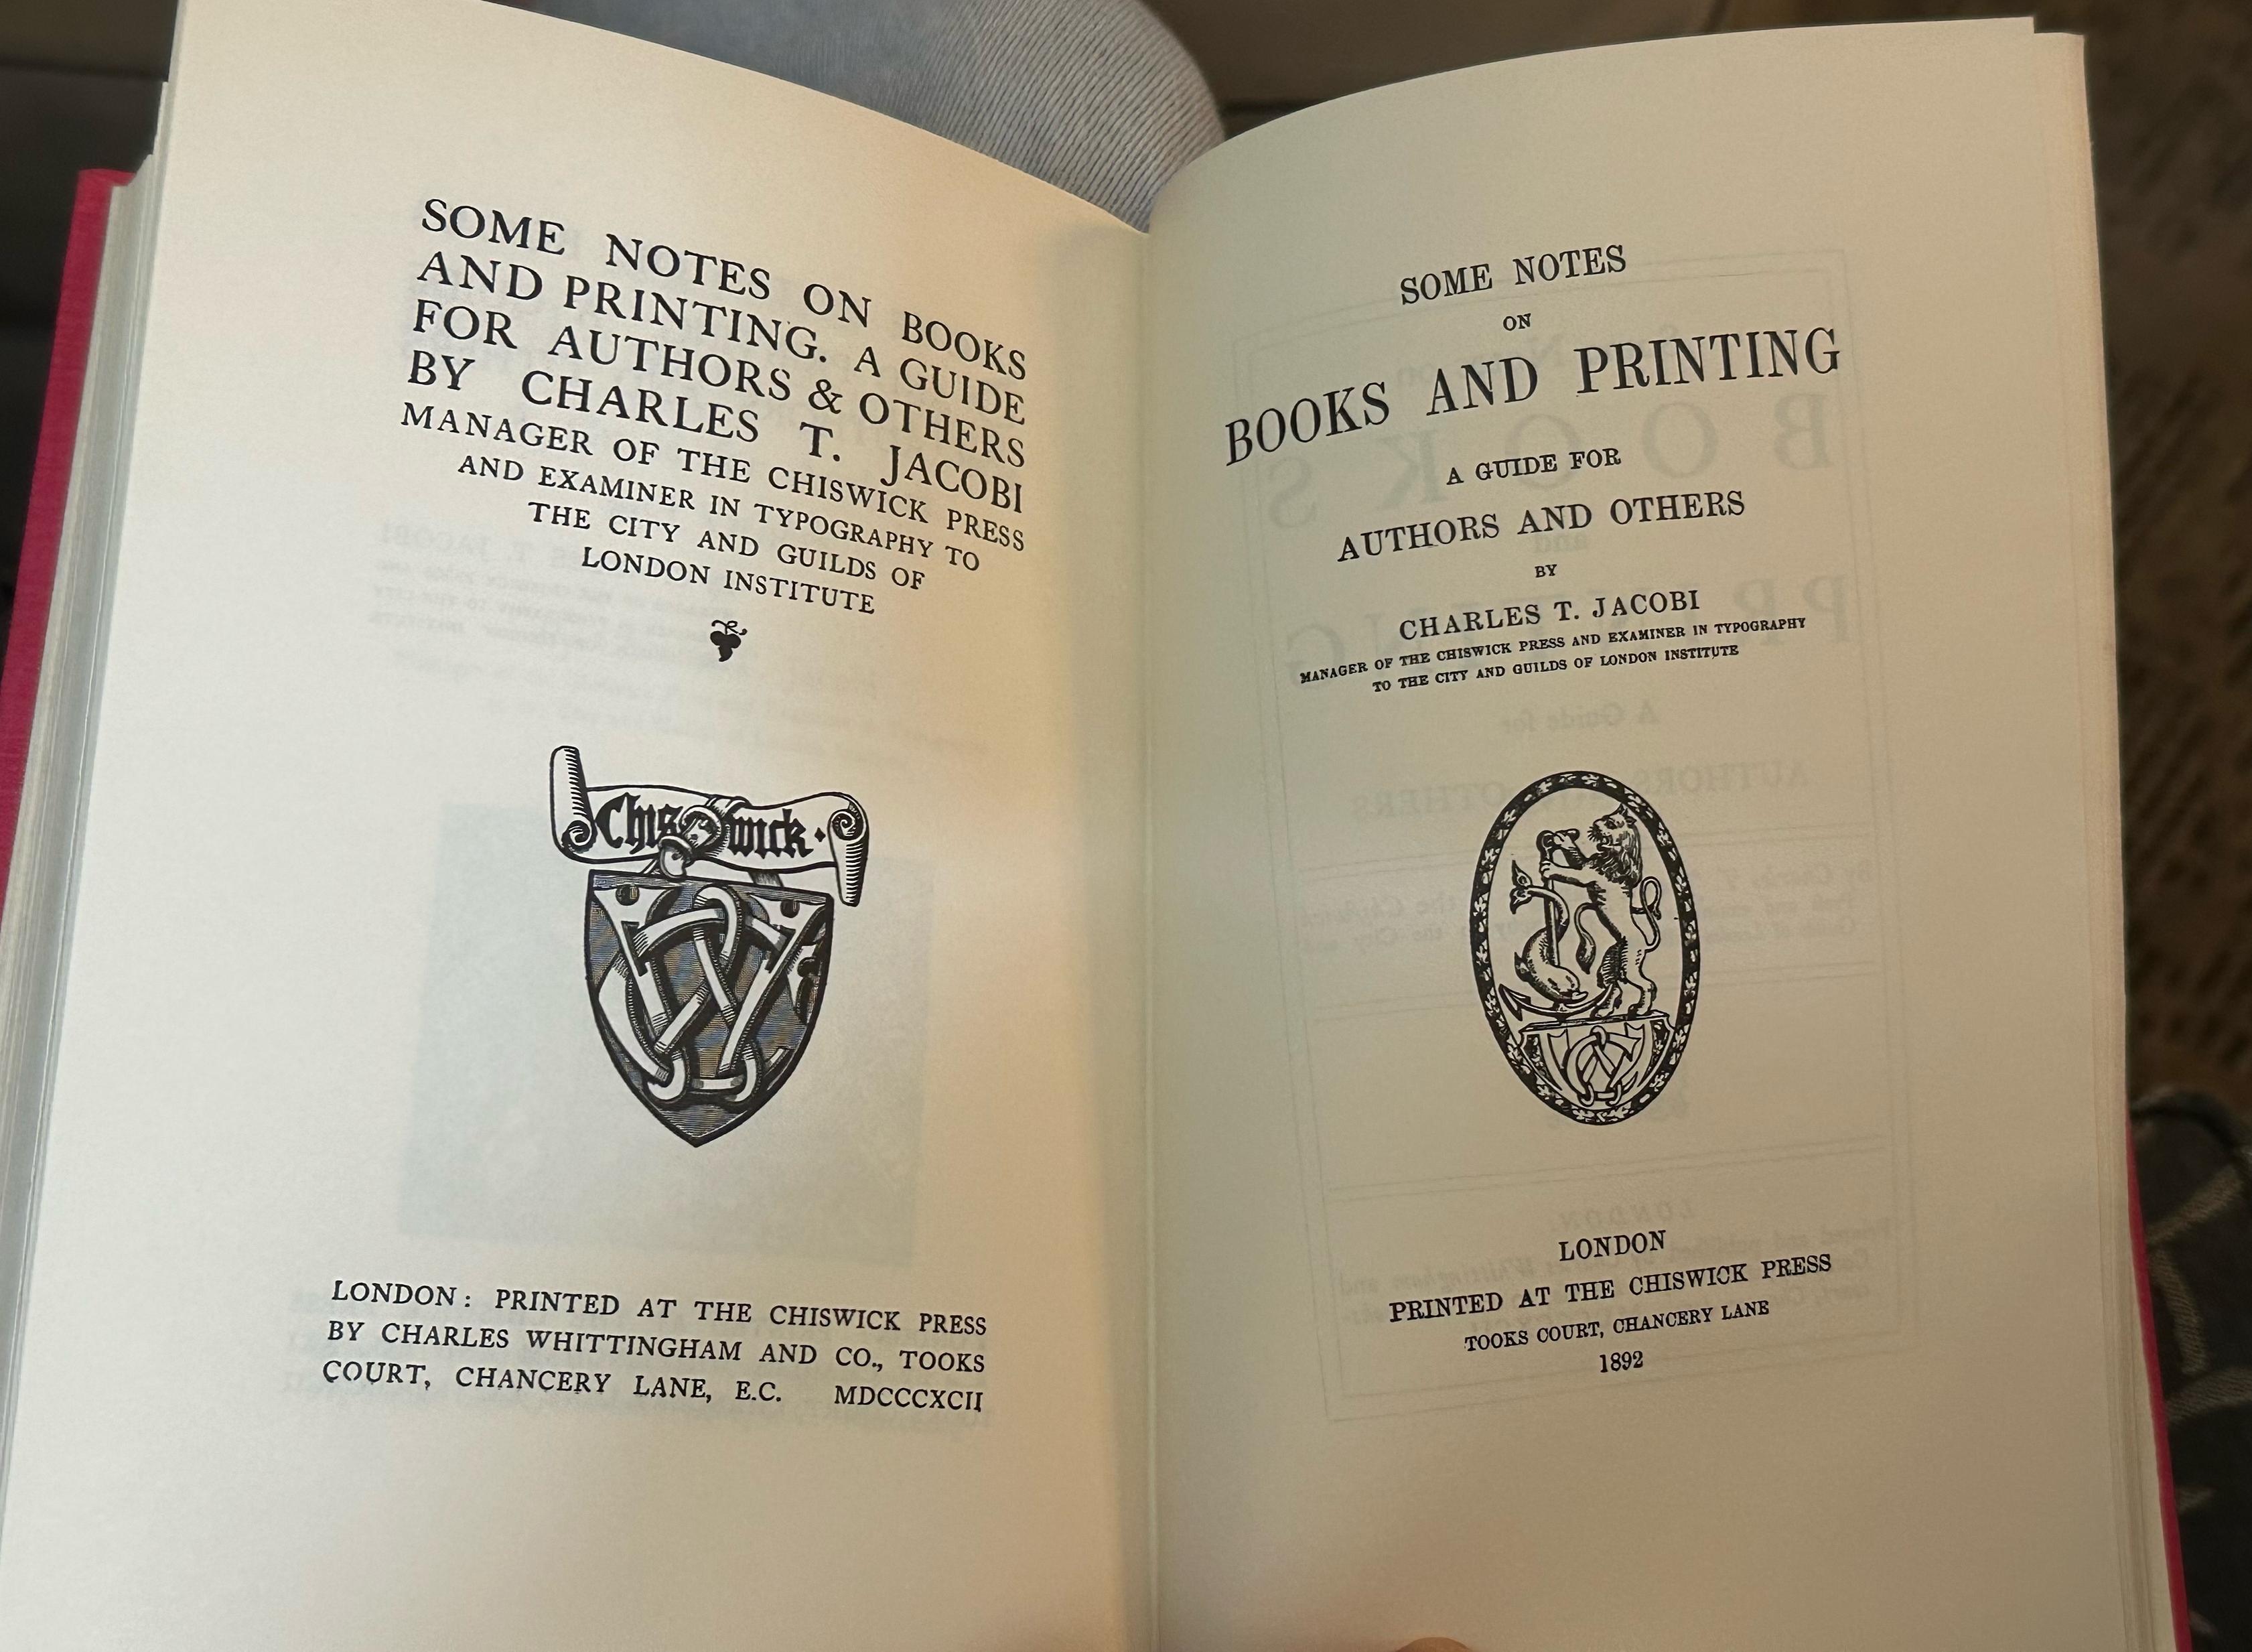 SOME NOTES ON BOOKS
AND PRINTING. A GUIDE
FOR AUTHORS & OTHERS
BY CHARLES T. JACOBI
MANAGER OF THE CHISWICK PRESS
AND EXAMINER IN TYPOGRAPHY TO
THE CITY AND GUILDS OF
LONDON INSTITUTE
Chiswick
LONDON: PRINTED AT THE CHISWICK PRESS
BY CHARLES WHITTINGHAM AND CO., TOOKS
COURT, CHANCERY LANE, E.C. MDCCCXCII
SOME NOTES
ON
BOOKS AND PRINTING
A GUIDE FOR
AUTHORS AND OTHERS
BY
CHARLES T. JACOBI
MANAGER OF THE CHISWICK PRESS AND EXAMINER IN TYPOGRAPHY
TO THE CITY AND GUILDS OF LONDON INSTITUTE
LONDON
PRINTED AT THE CHISWICK PRESS
TOOKS COURT, CHANCERY LANE
1892